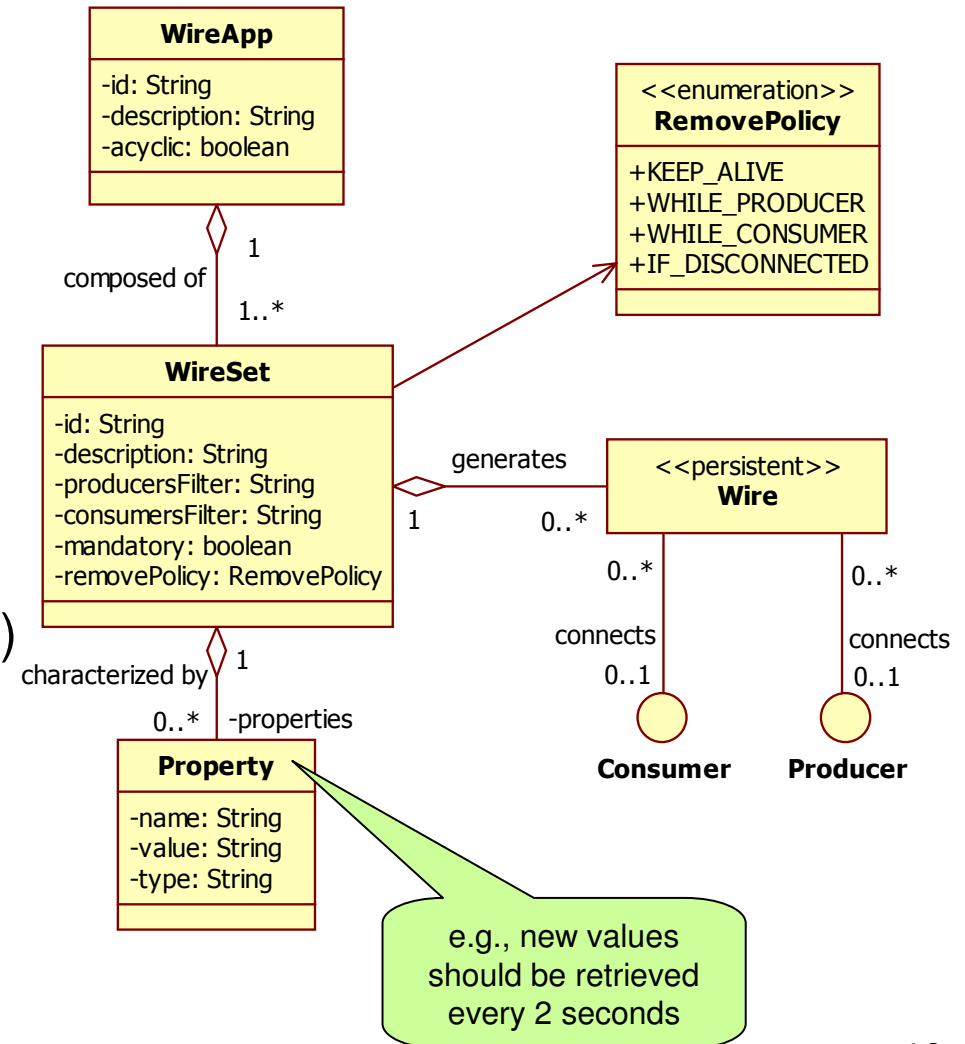 WireApp
-id: String
-description: String
-acyclic: boolean
<<enumeration>>
RemovePolicy
+KEEP_ALIVE
+WHILE_PRODUCER
+WHILE_CONSUMER
+IF_DISCONNECTED
1
composed of
1..*
WireSet
-id: String
-description: String
-producersFilter: String
-consumersFilter: String
-mandatory: boolean
-removePolicy: RemovePolicy
generates
1
0..*
<<persistent>>
Wire
0..*
0..*
connects
connects
0..1
0..1
Consumer
Producer
)
1
characterized by
0..*
-properties
Property
-name: String
-value: String
-type: String
e.g., new values
should be retrieved
every 2 seconds